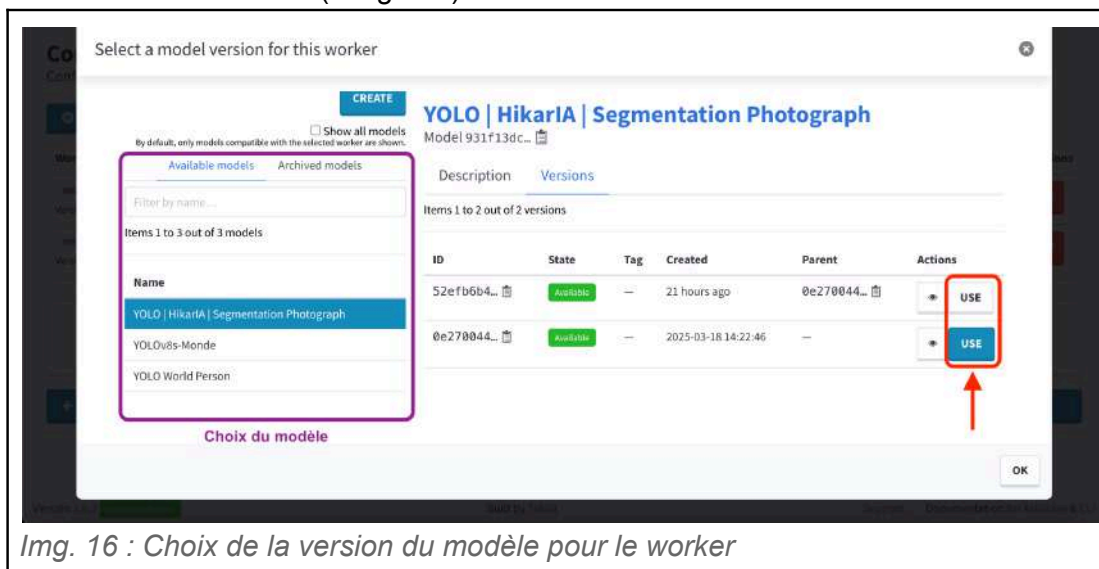 Select a model version for this worker
CREATE
Show all models
By default, only models compatible with the selected worker are shown.
Available models Archived models
Filter by name...
Items 1 to 3 out of 3 models
Name
YOLO | HikarIA | Segmentation Photograph
YOLOv8s-Monde
YOLO World Person
Choix du modèle
YOLO | HikarIA | Segmentation Photograph
Model 931f13dc…
Description Versions
Items 1 to 2 out of 2 versions
ID State Tag Created Parent Actions
52efb6b4… Available — 21 hours ago 0e270044… USE
0e270044… Available — 2025-03-18 14:22:46 — USE
OK
Img. 16 : Choix de la version du modèle pour le worker